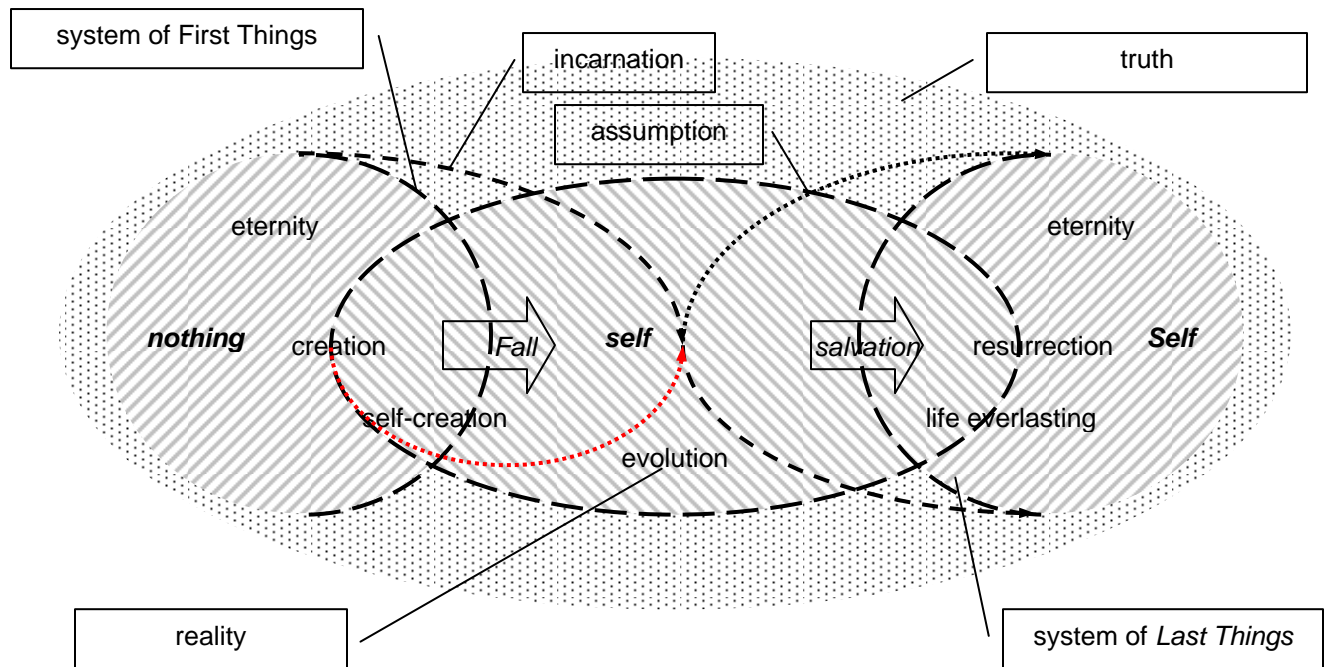 system of First Things
incarnation
truth
assumption
eternity
eternity
nothing
creation
Fall
self
salvation
resurrection
Self
self-creation
life everlasting
evolution
reality
system of Last Things